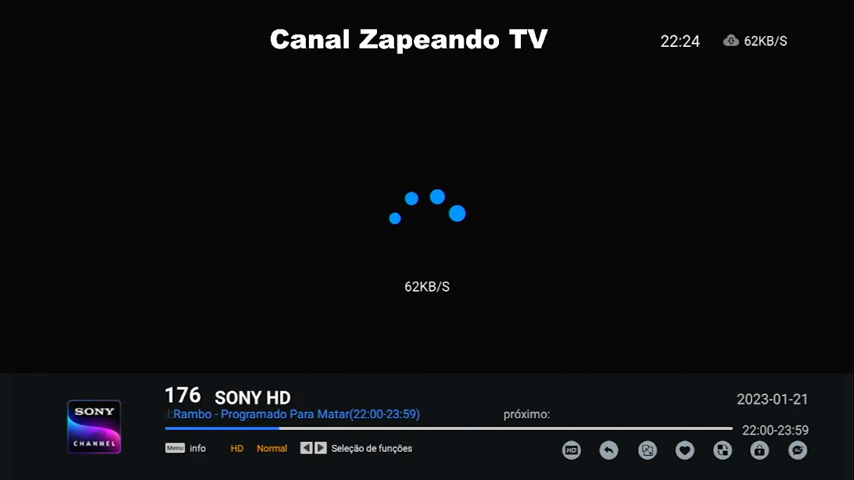 Canal Zapeando TV
22:24
62KB/S
62KB/S
176 SONY HD
2023-01-21
:Rambo - Programado Para Matar(22:00-23:59)
próximo:
22:00-23:59
SONY
CHANNEL
Menu info
HD
Normal
Seleção de funções
HD